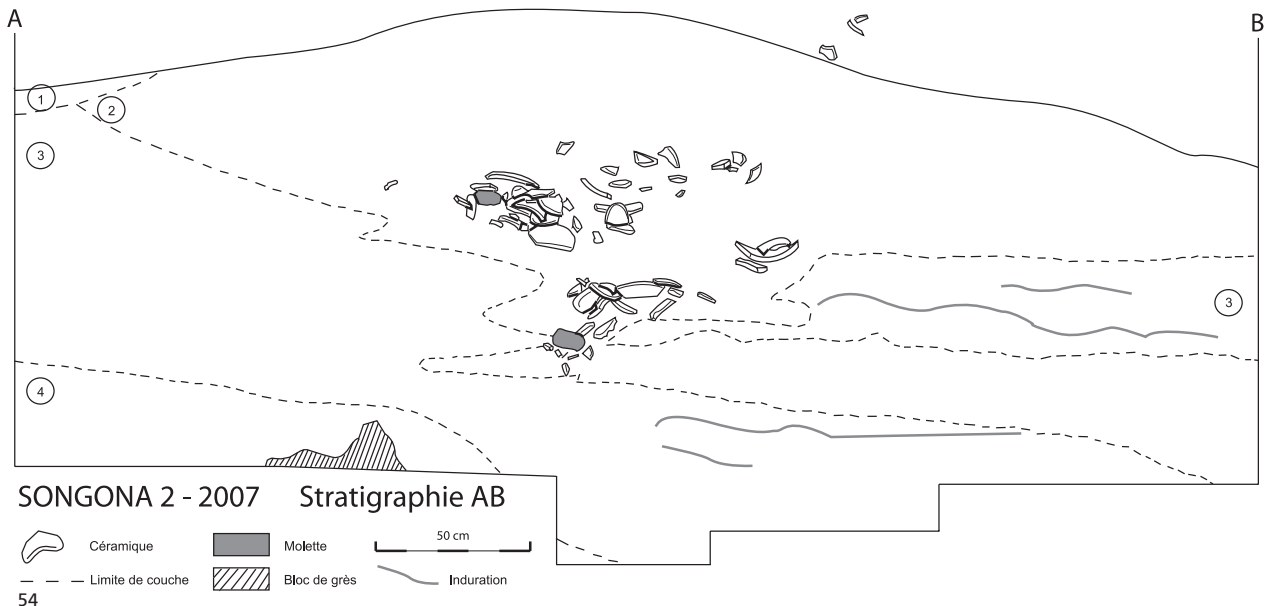 A
B
1
2
3
3
4
SONGONA 2 - 2007 Stratigraphie AB
Céramique
Molette
50 cm
Limite de couche
Bloc de grès
Induration
54